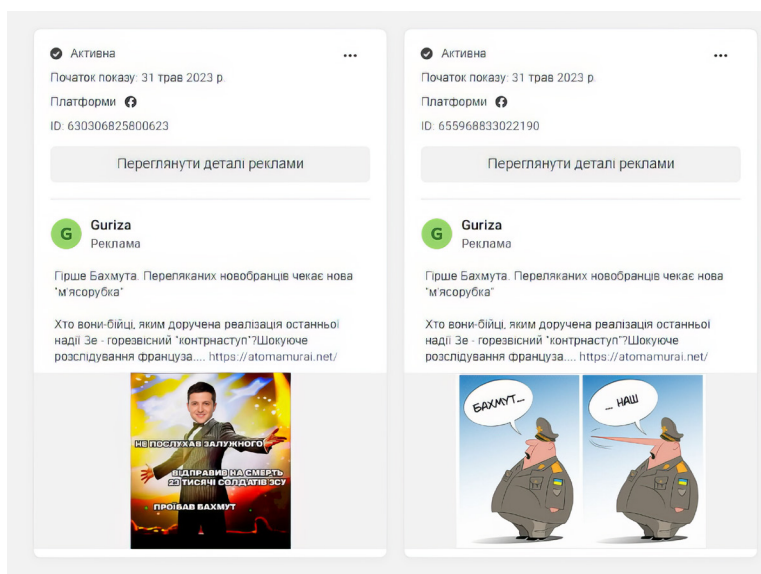 Активна
Початок показу: 31 трав 2023 р.
Платформи
ID: 630306825800623
Переглянути деталі реклами
G
Guriza
Реклама
Гірше Бахмута. Переляканих новобранців чекає нова
"м'ясорубка"
Хто вони-бійці, яким доручена реалізація останньої
надії Зе - горезвісний "контрнаступ"?Шокуюче
розслідування француза.... https://atomamurai.net/
НЕ ПОСЛУХАВ ЗАЛУЖНОГО
ВІДПРАВИВ НА СМЕРТЬ
23 ТИСЯЧІ СОЛДАТІВ ЗСУ
ПРОЇБАВ БАХМУТ
Активна
Початок показу: 31 трав 2023 р.
Платформи
ID: 655968833022190
Переглянути деталі реклами
G
Guriza
Реклама
Гірше Бахмута. Переляканих новобранців чекає нова
"м'ясорубка"
Хто вони-бійці, яким доручена реалізація останньої
надії Зе - горезвісний "контрнаступ"?Шокуюче
розслідування француза.... https://atomamurai.net/
БАХМУТ...
... НАШ